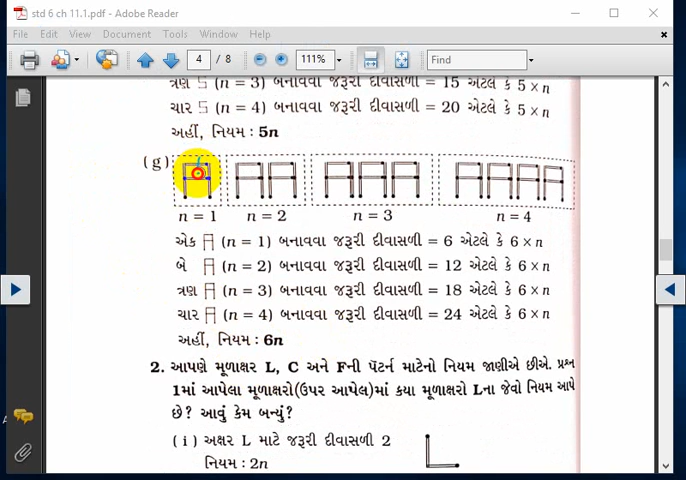 std 6 ch 11.1.pdf - Adobe Reader
File Edit View Document Tools Window Help
4 / 8 111% Find
ત્રણ 5 (n = 3) બનાવવા જરૂરી દીવાસળી = 15 એટલે કે 5 × n
ચાર 5 (n = 4) બનાવવા જરૂરી દીવાસળી = 20 એટલે કે 5 × n
અહીં, નિયમ : 5n
(g)
n = 1 n = 2 n = 3 n = 4
એક A (n = 1) બનાવવા જરૂરી દીવાસળી = 6 એટલે કે 6 × n
બે A (n = 2) બનાવવા જરૂરી દીવાસળી = 12 એટલે કે 6 × n
ત્રણ A (n = 3) બનાવવા જરૂરી દીવાસળી = 18 એટલે કે 6 × n
ચાર A (n = 4) બનાવવા જરૂરી દીવાસળી = 24 એટલે કે 6 × n
અહીં, નિયમ : 6n
2. આપણે મૂળાક્ષર L, C અને Fની પૅટર્ન માટેનો નિયમ જાણીએ છીએ. પ્રશ્ન
1માં આપેલા મૂળાક્ષરો(ઉપર આપેલ)માં કયા મૂળાક્ષરો Lના જેવો નિયમ આપે
છે? આવું કેમ બન્યું?
(i) અક્ષર L માટે જરૂરી દીવાસળી 2
નિયમ : 2n